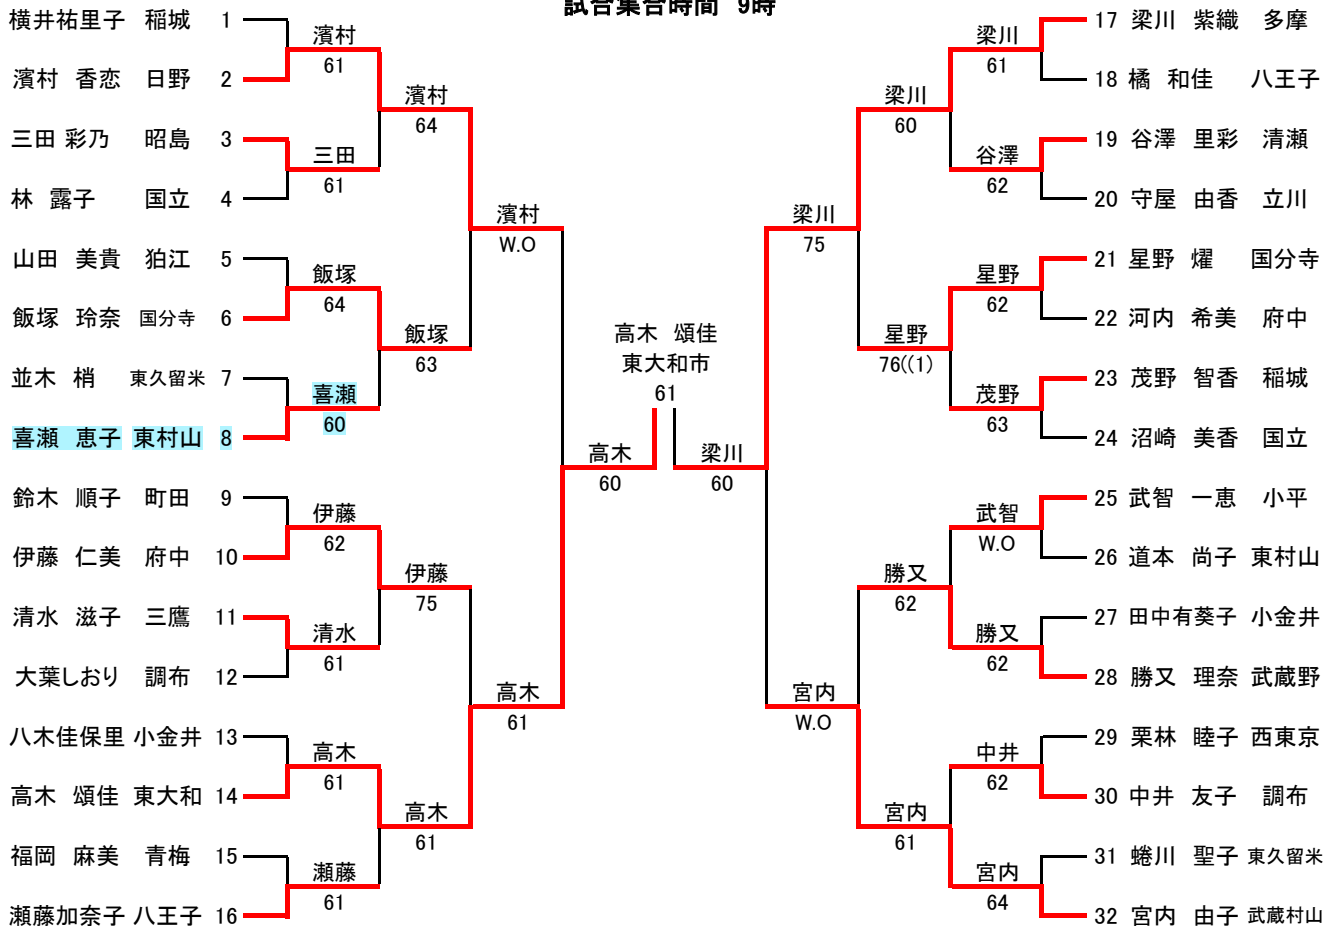 試合集合時間 9時
横井祐里子 稲城 1
濱村 香恋 日野 2
三田 彩乃 昭島 3
林 露子 国立 4
山田 美貴 狛江 5
飯塚 玲奈 国分寺 6
並木 梢 東久留米 7
喜瀬 恵子 東村山 8
鈴木 順子 町田 9
伊藤 仁美 府中 10
清水 滋子 三鷹 11
大葉しおり 調布 12
八木佳保里 小金井 13
高木 頌佳 東大和 14
福岡 麻美 青梅 15
瀬藤加奈子 八王子 16
濱村
61
三田
61
飯塚
64
喜瀬
60
伊藤
62
清水
61
高木
61
瀬藤
61
濱村
64
飯塚
63
伊藤
75
高木
61
濱村
W.O
高木
61
高木
60
高木 頌佳
東大和市
61
梁川
60
梁川
75
宮内
W.O
梁川
60
星野
76((1)
勝又
62
宮内
61
梁川
61
谷澤
62
星野
62
茂野
63
武智
W.O
勝又
62
中井
62
宮内
64
17 梁川 紫織 多摩
18 橘 和佳 八王子
19 谷澤 里彩 清瀬
20 守屋 由香 立川
21 星野 燿 国分寺
22 河内 希美 府中
23 茂野 智香 稲城
24 沼崎 美香 国立
25 武智 一恵 小平
26 道本 尚子 東村山
27 田中有葵子 小金井
28 勝又 理奈 武蔵野
29 栗林 睦子 西東京
30 中井 友子 調布
31 蜷川 聖子 東久留米
32 宮内 由子 武蔵村山